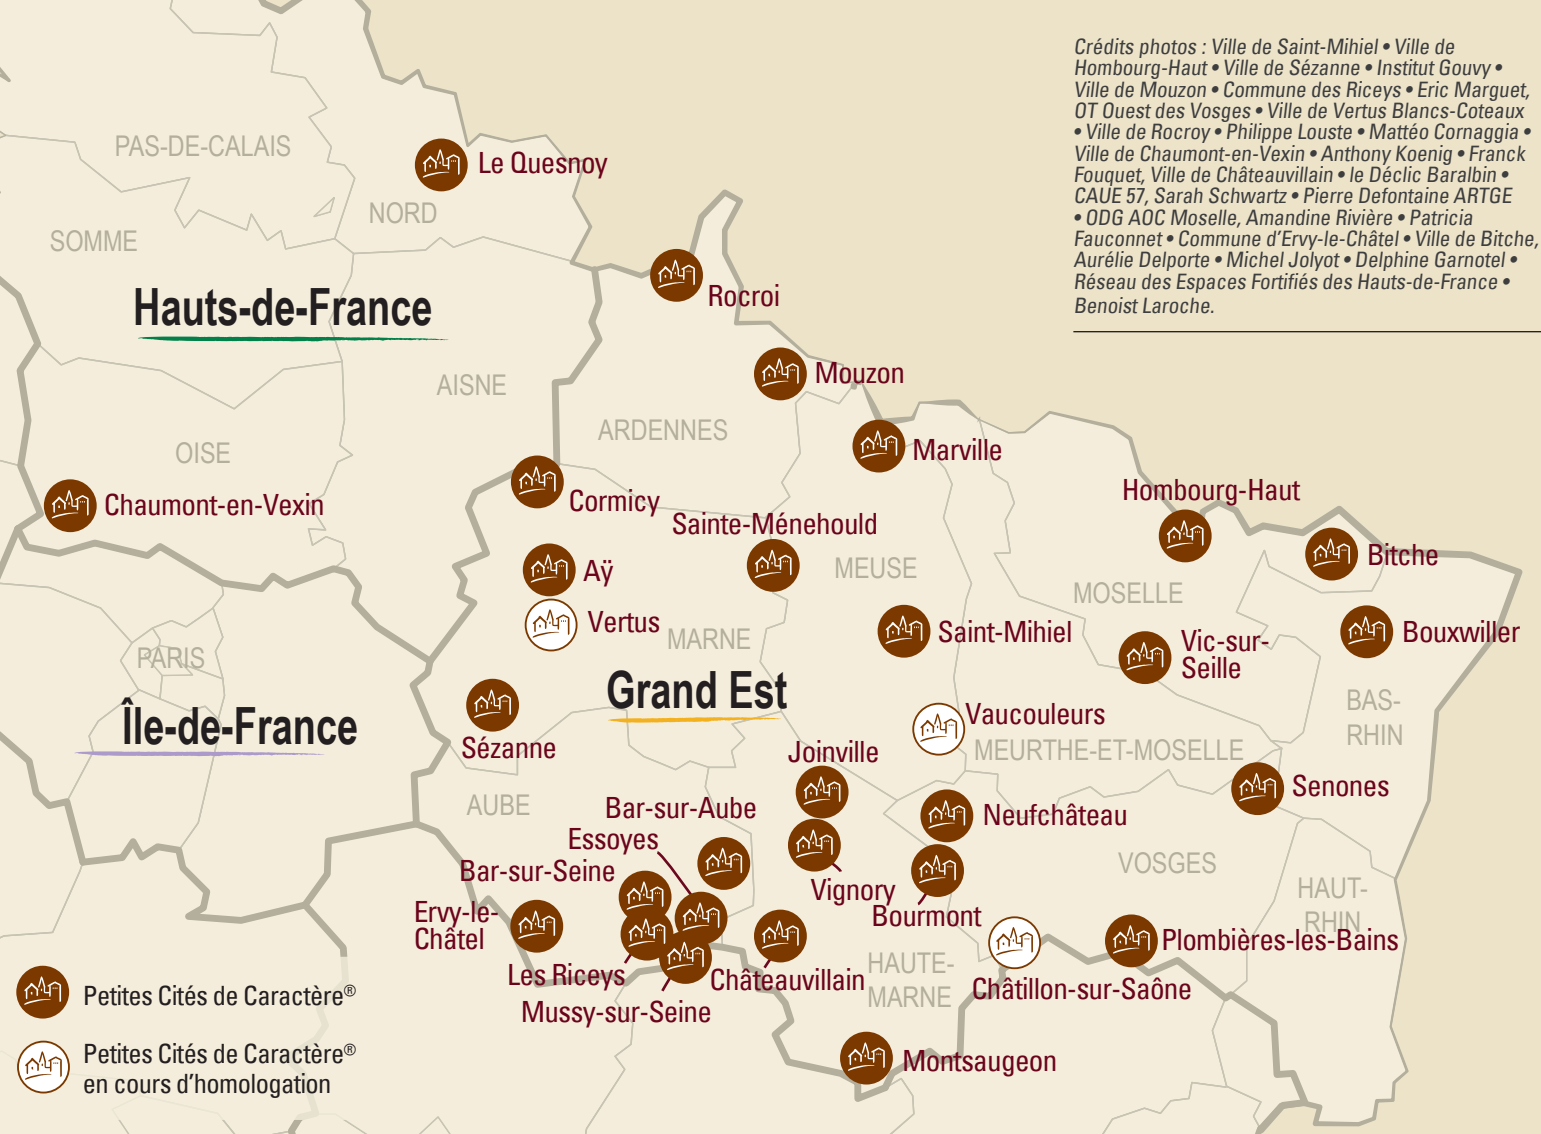 Crédits photos : Ville de Saint-Mihiel • Ville de
Hombourg-Haut • Ville de Sézanne • Institut Gouvy •
Ville de Mouzon • Commune des Riceys • Eric Marguet,
OT Ouest des Vosges • Ville de Vertus Blancs-Coteaux
• Ville de Rocroy • Philippe Louste • Mattéo Cornaggia •
Ville de Chaumont-en-Vexin • Anthony Koenig • Franck
Fouquet, Ville de Châteauvillain • le Déclic Baralbin •
CAUE 57, Sarah Schwartz • Pierre Defontaine ARTGE
• ODG AOC Moselle, Amandine Rivière • Patricia
Fauconnet • Commune d'Ervy-le-Châtel • Ville de Bitche,
Aurélie Delporte • Michel Jolyot • Delphine Garnotel •
Réseau des Espaces Fortifiés des Hauts-de-France •
Benoist Laroche.
PAS-DE-CALAIS
Le Quesnoy
NORD
SOMME
Hauts-de-France
Rocroi
AISNE
Mouzon
ARDENNES
OISE
Marville
Chaumont-en-Vexin
Cormicy
Hombourg-Haut
Sainte-Ménehould
Bitche
Aÿ
MEUSE
MOSELLE
Vertus
MARNE
Saint-Mihiel
Vic-sur-
Seille
Bouxwiller
PARIS
Grand Est
BAS-
RHIN
Île-de-France
Vaucouleurs
Sézanne
Joinville
MEURTHE-ET-MOSELLE
Senones
AUBE
Bar-sur-Aube
Essoyes
Neufchâteau
Bar-sur-Seine
VOSGES
Vignory
HAUT-
RHIN
Ervy-le-
Châtel
Bourmont
Plombières-les-Bains
Les Riceys
Châteauvillain
HAUTE-
MARNE
Châtillon-sur-Saône
Mussy-sur-Seine
Montsaugeon
Petites Cités de Caractère®
Petites Cités de Caractère®
en cours d'homologation